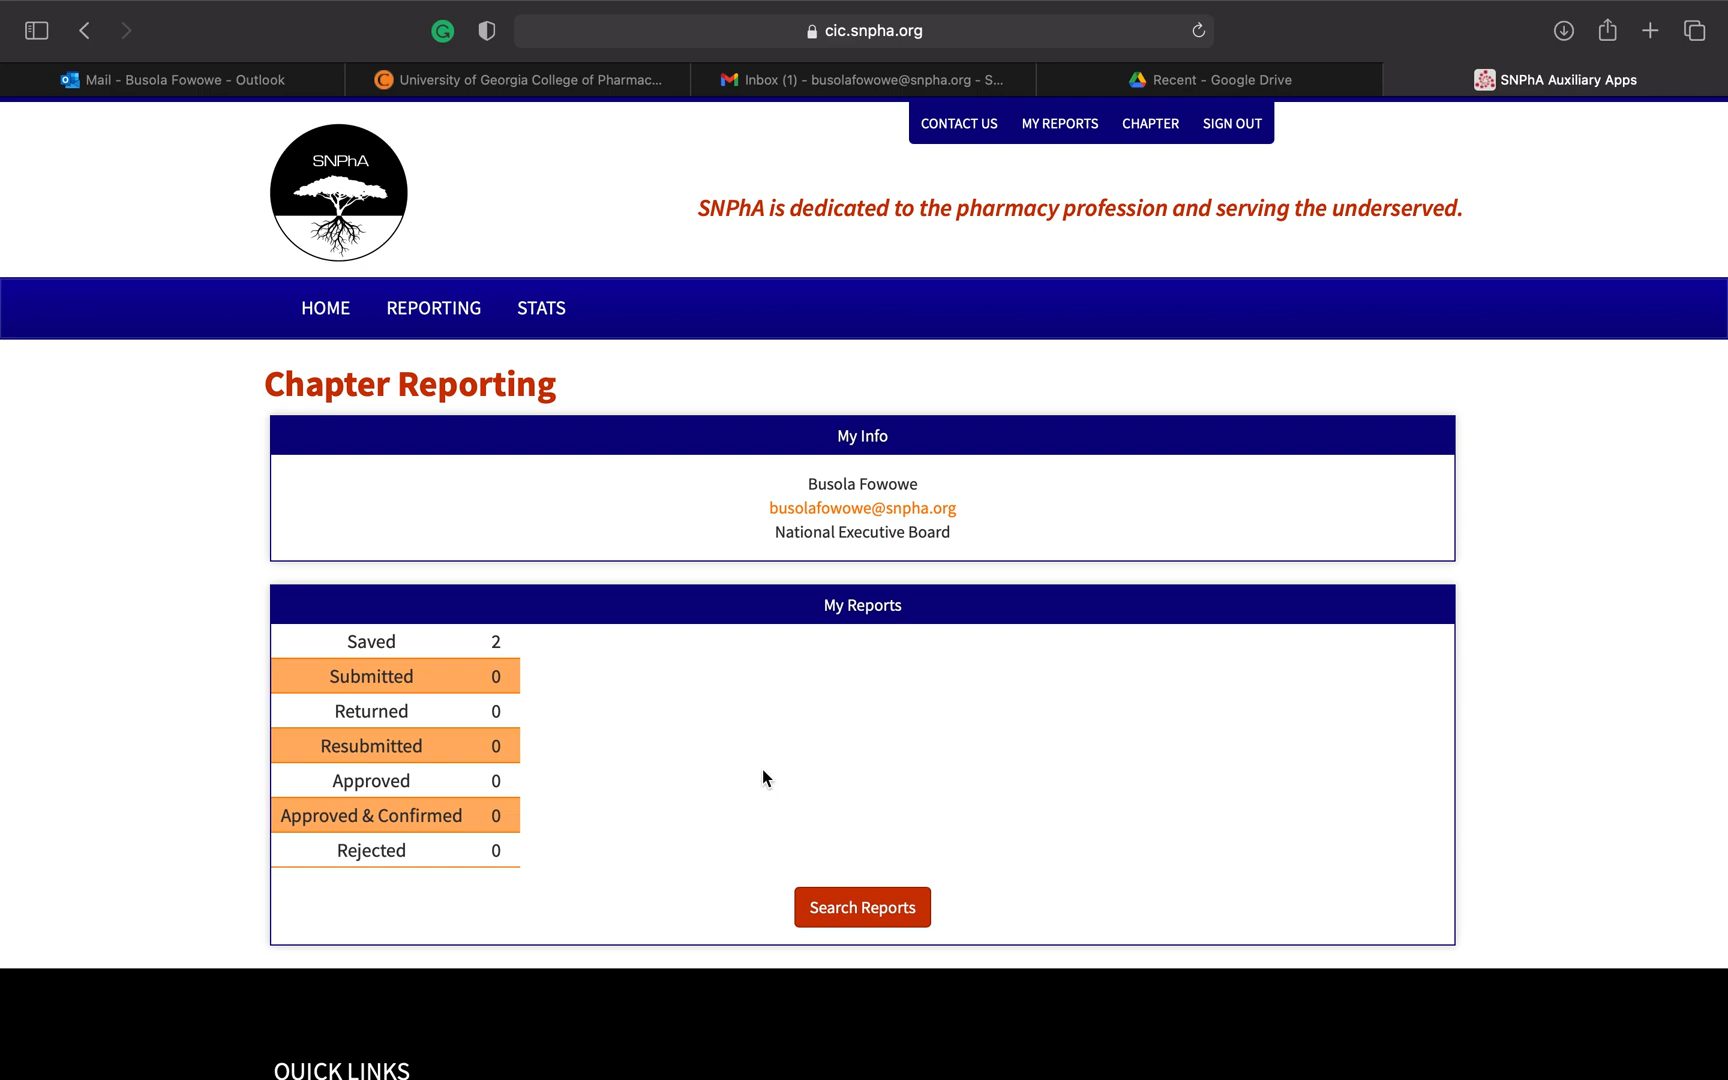 cic.snpha.org
Mail - Busola Fowowe - Outlook
University of Georgia College of Pharmac...
Inbox (1) - busolafowowe@snpha.org - S...
Recent - Google Drive
SNPhA Auxiliary Apps
CONTACT US MY REPORTS CHAPTER SIGN OUT
SNPhA
SNPhA is dedicated to the pharmacy profession and serving the underserved.
HOME REPORTING STATS
Chapter Reporting
My Info
Busola Fowowe
busolafowowe@snpha.org
National Executive Board
My Reports
Saved 2
Submitted 0
Returned 0
Resubmitted 0
Approved 0
Approved & Confirmed 0
Rejected 0
Search Reports
QUICK LINKS